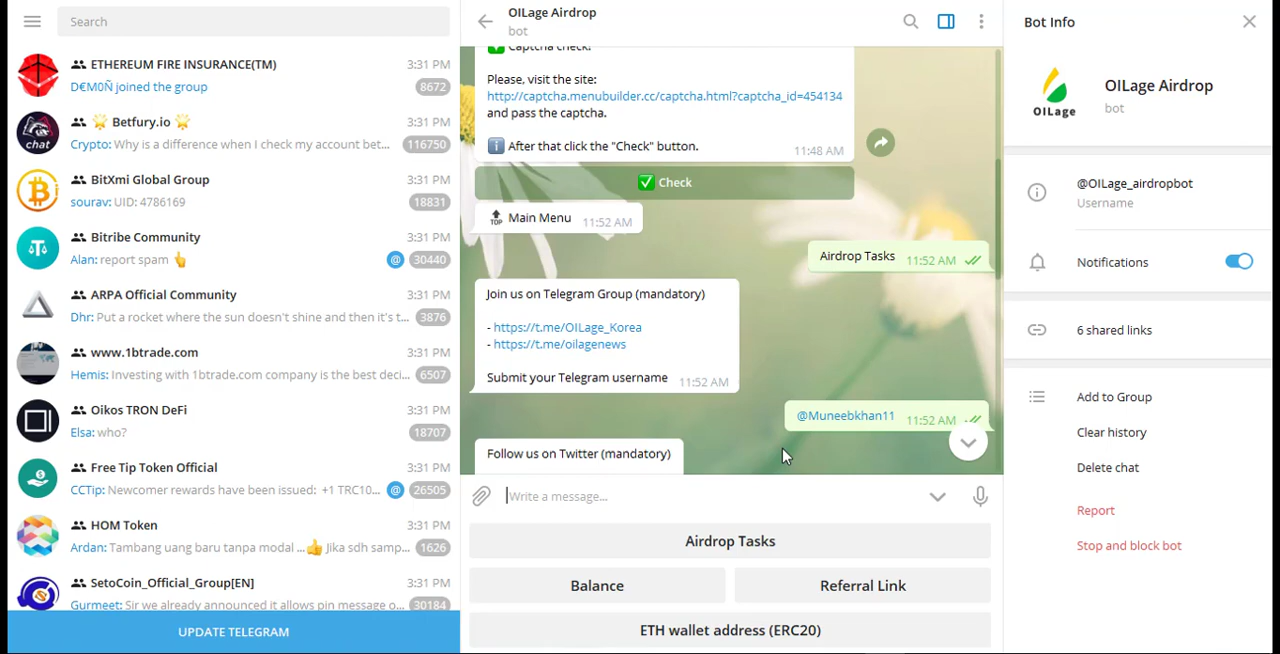 Search
ETHEREUM FIRE INSURANCE(TM)
3:31 PM
D€M0Ñ joined the group
8672
Betfury.io
3:31 PM
chat
Crypto: Why is a difference when I check my account bet...
116750
BitXmi Global Group
3:31 PM
sourav: UID: 4786169
18831
Bitribe Community
3:31 PM
Alan: report spam
@
30440
ARPA Official Community
3:31 PM
Dhr: Put a rocket where the sun doesn't shine and then it's t...
3876
www.1btrade.com
3:31 PM
Hemis: Investing with 1btrade.com company is the best deci...
6507
Oikos TRON DeFi
3:31 PM
Elsa: who?
18707
Free Tip Token Official
3:31 PM
CCTip: Newcomer rewards have been issued: +1 TRC10...
@
26505
HOM Token
3:31 PM
Ardan: Tambang uang baru tanpa modal ... Jika sdh samp...
1626
SetoCoin_Official_Group[EN]
3:31 PM
Gurmeet: Sir we already announced it allows pin message o...
30184
UPDATE TELEGRAM
OILage Airdrop
bot
Captcha check:
Please, visit the site:
http://captcha.menubuilder.cc/captcha.html?captcha_id=454134
and pass the captcha.
After that click the "Check" button.
11:48 AM
Check
TOP
Main Menu
11:52 AM
Airdrop Tasks
11:52 AM
Join us on Telegram Group (mandatory)
- https://t.me/OILage_Korea
- https://t.me/oilagenews
Submit your Telegram username
11:52 AM
@Muneebkhan11
11:52 AM
Follow us on Twitter (mandatory)
Write a message...
Airdrop Tasks
Balance
Referral Link
ETH wallet address (ERC20)
Bot Info
OILage
OILage Airdrop
bot
@OILage_airdropbot
Username
Notifications
6 shared links
Add to Group
Clear history
Delete chat
Report
Stop and block bot